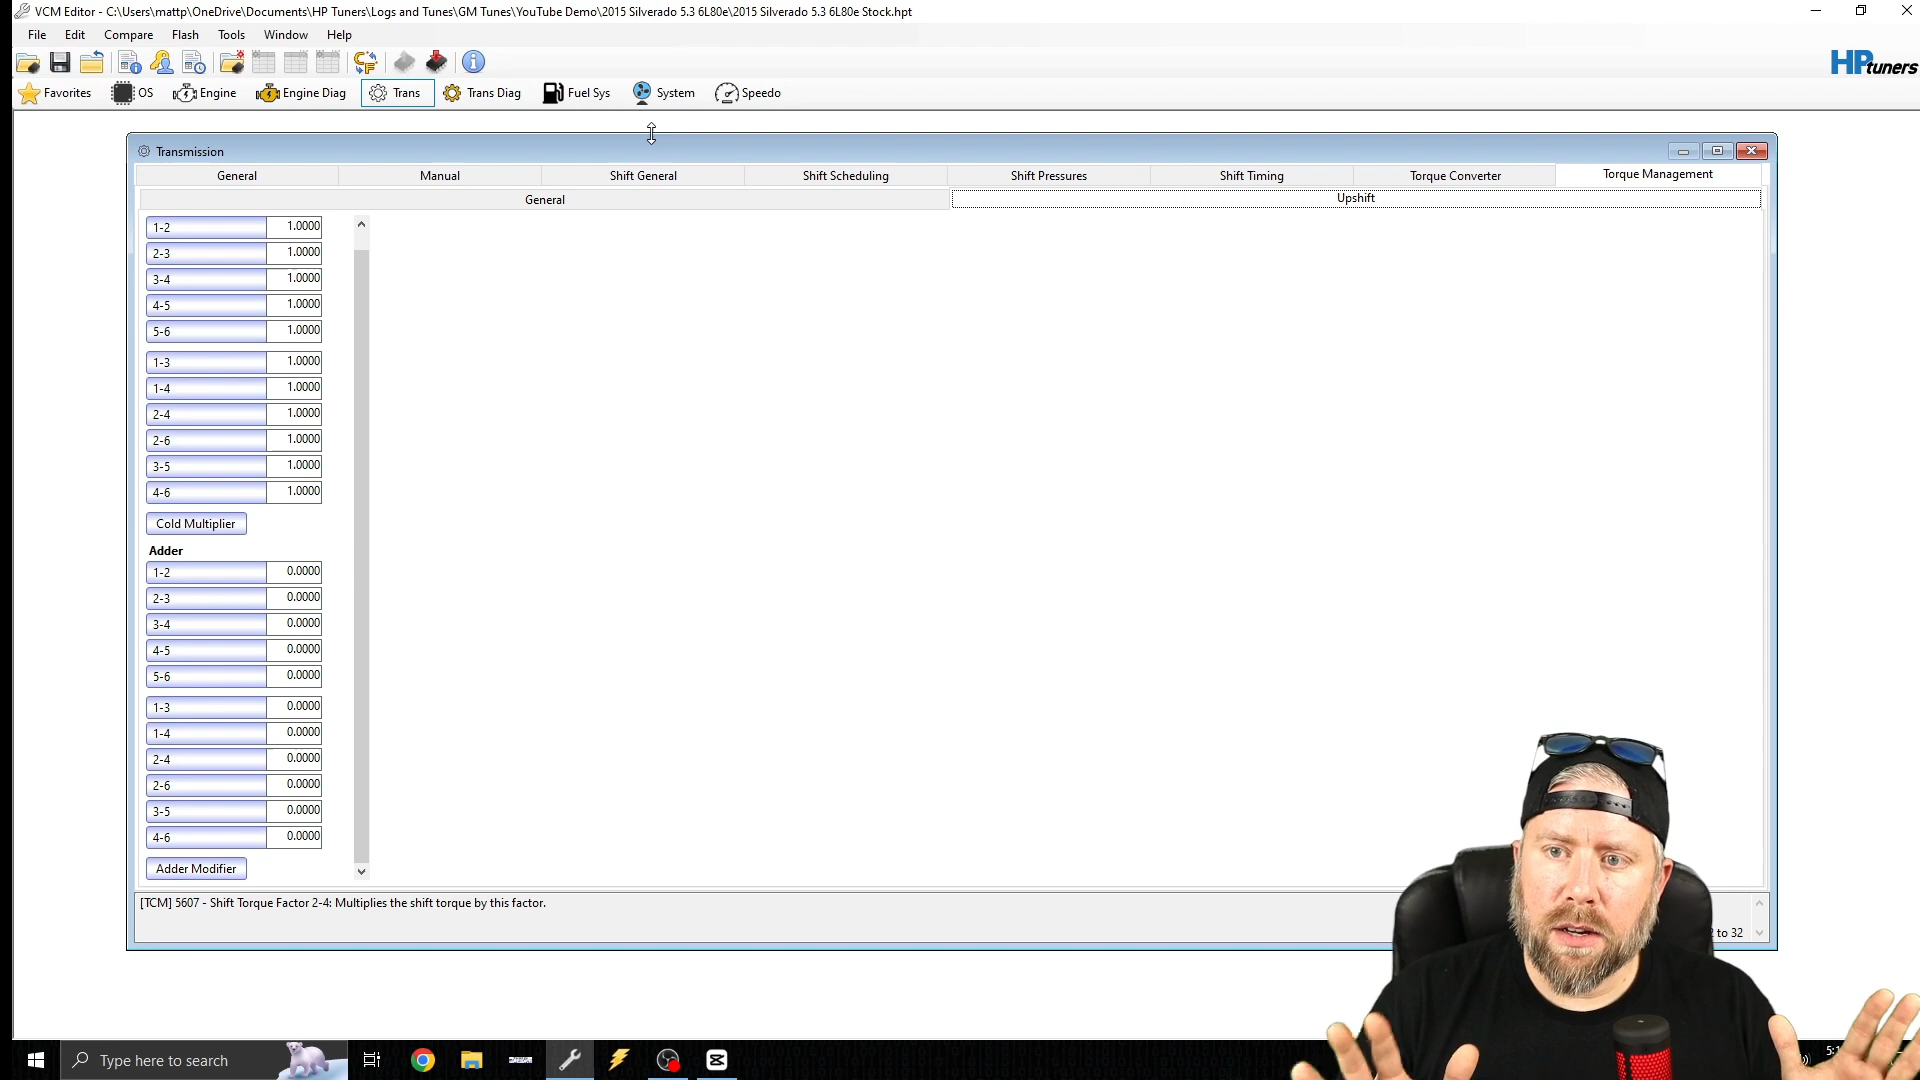 VCM Editor - C:\Users\mattp\OneDrive\Documents\HP Tuners\Logs and Tunes\GM Tunes\YouTube Demo\2015 Silverado 5.3 6L80e\2015 Silverado 5.3 6L80e Stock.hpt
File Edit Compare Flash Tools Window Help
HPtuners
Favorites OS Engine Engine Diag Trans Trans Diag Fuel Sys System Speedo
Transmission
General Manual Shift General Shift Scheduling Shift Pressures Shift Timing Torque Converter Torque Management
General Upshift
1-2 1.0000
2-3 1.0000
3-4 1.0000
4-5 1.0000
5-6 1.0000
1-3 1.0000
1-4 1.0000
2-4 1.0000
2-6 1.0000
3-5 1.0000
4-6 1.0000
Cold Multiplier
Adder
1-2 0.0000
2-3 0.0000
3-4 0.0000
4-5 0.0000
5-6 0.0000
1-3 0.0000
1-4 0.0000
2-4 0.0000
2-6 0.0000
3-5 0.0000
4-6 0.0000
Adder Modifier
[TCM] 5607 - Shift Torque Factor 2-4: Multiplies the shift torque by this factor.
to 32
Type here to search